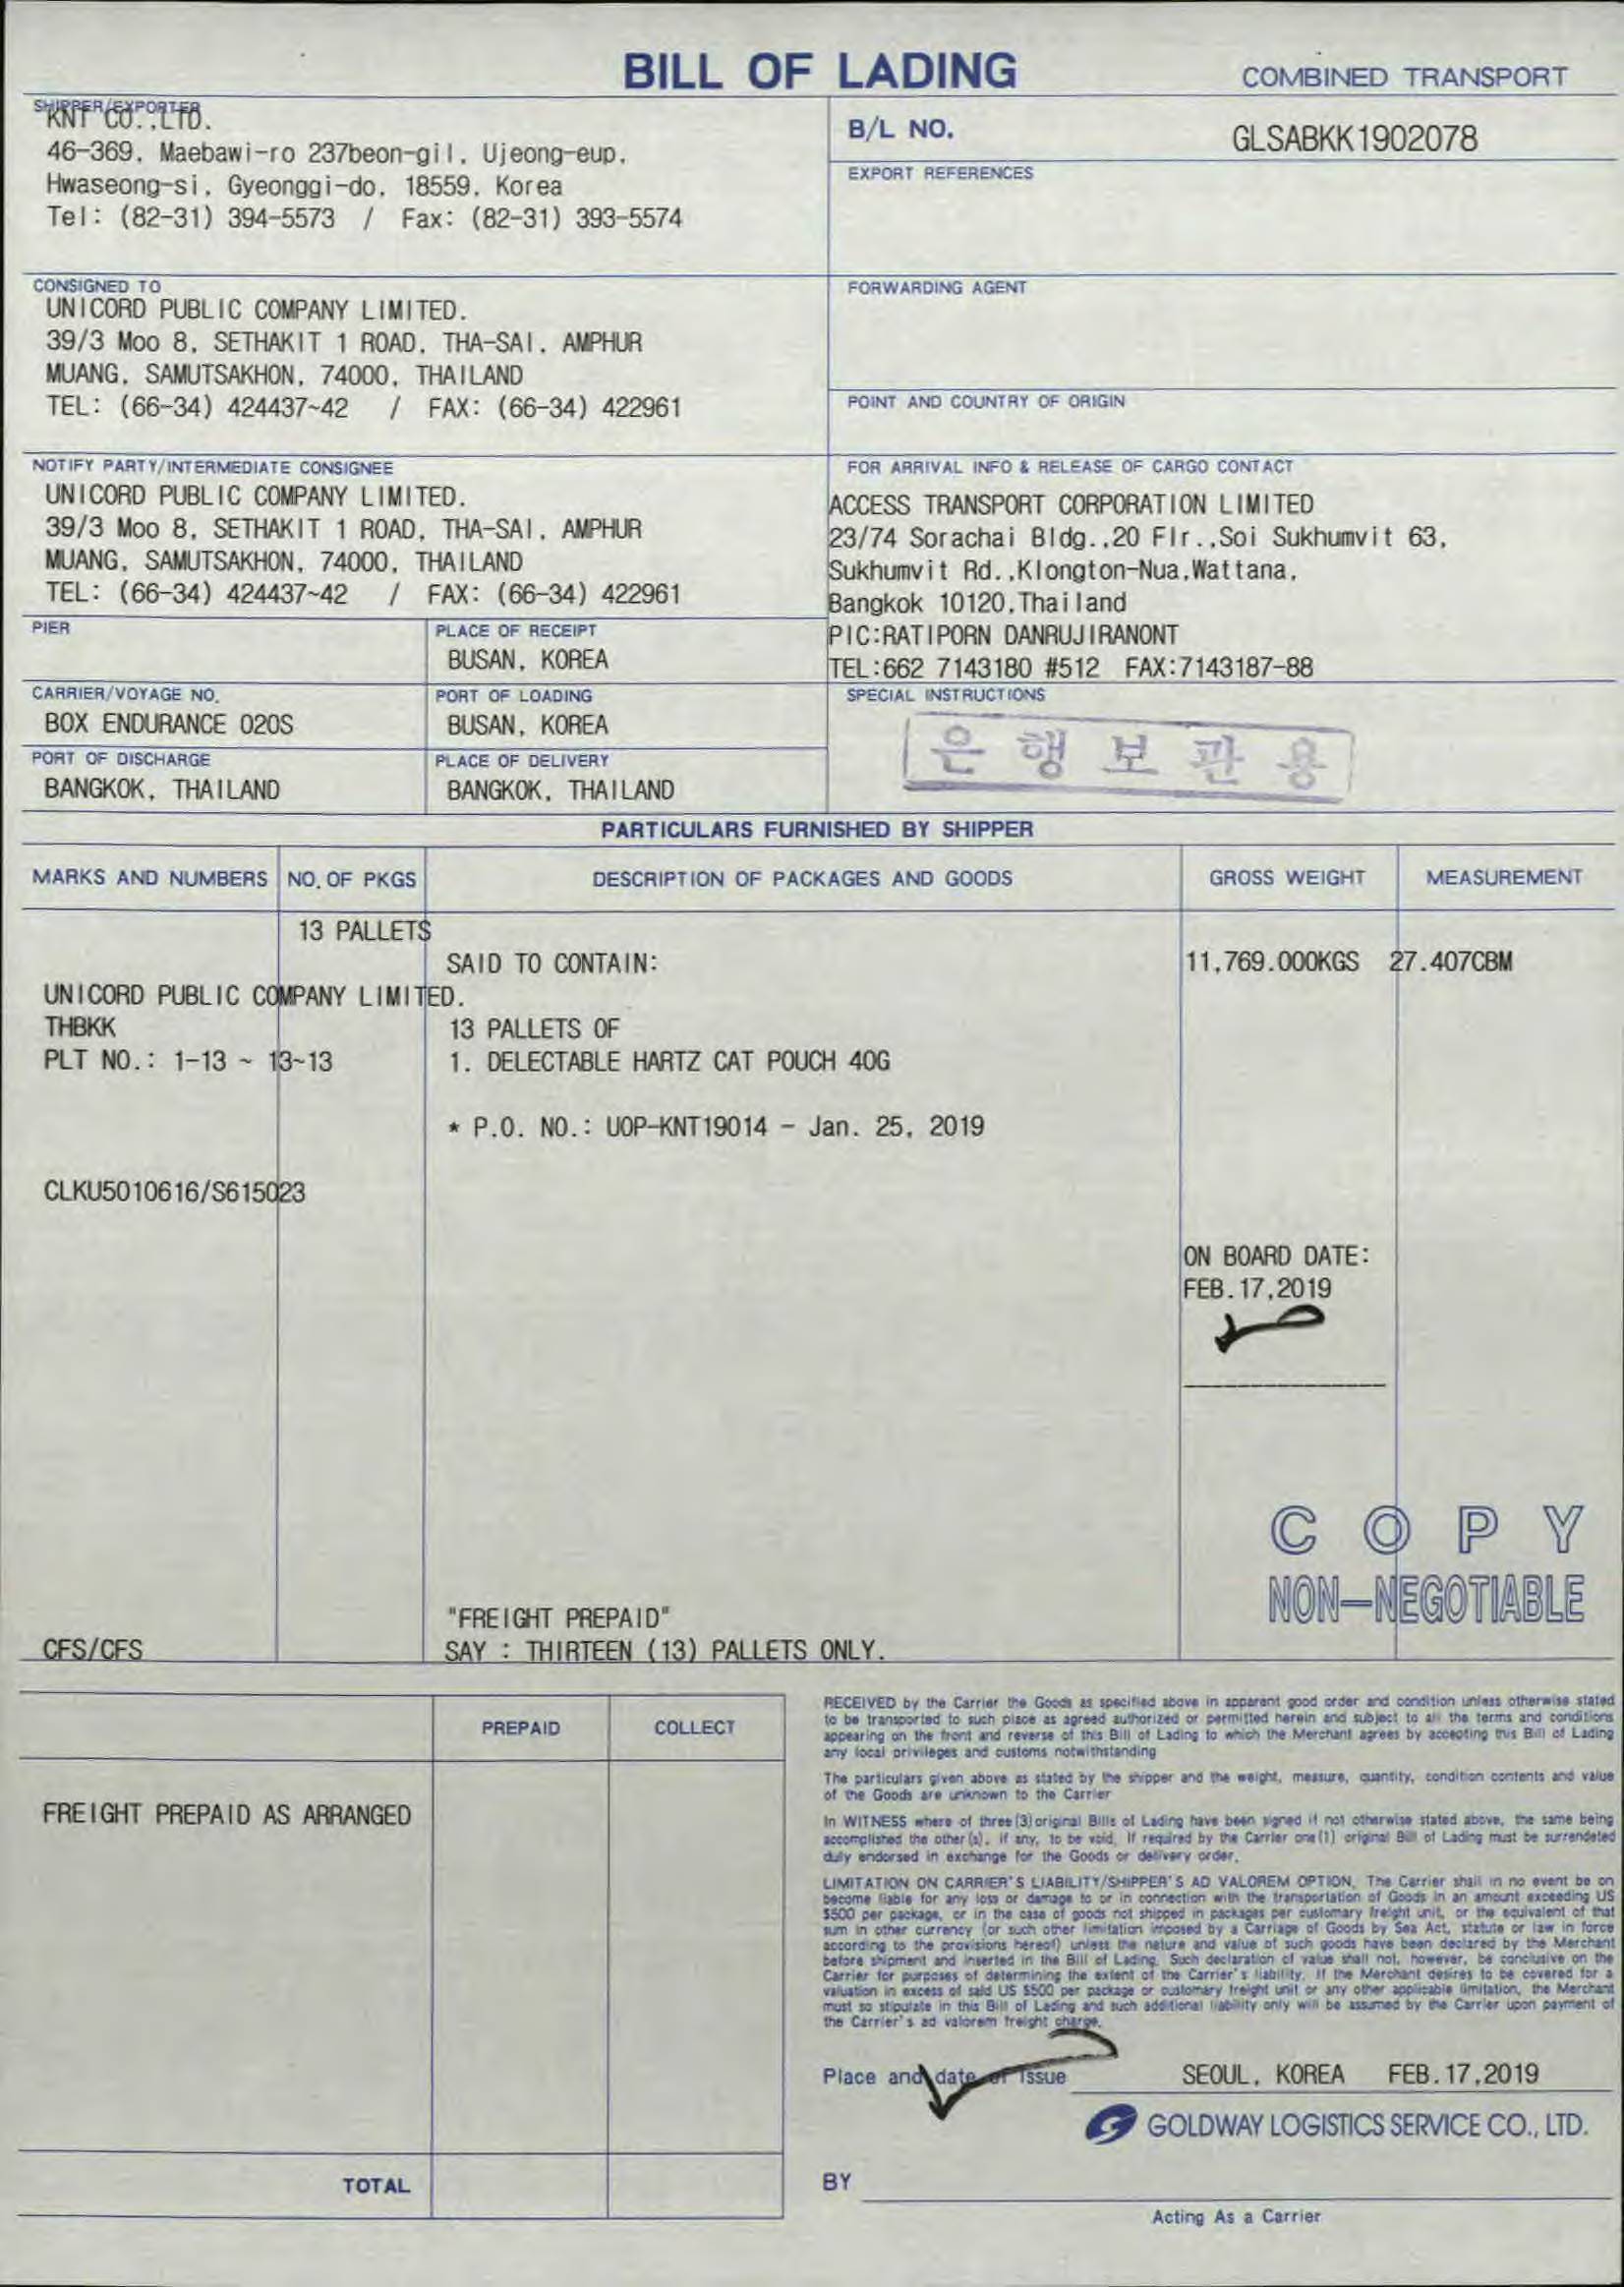 BILL OF LADING
COMBINED TRANSPORT
SHIPPER/EXPORTER
KNT CO.,LTD.
46-369, Maebawi-ro 237beon-gil, Ujeong-eup,
Hwaseong-si, Gyeonggi-do, 18559, Korea
Tel: (82-31) 394-5573 / Fax: (82-31) 393-5574
B/L NO.
GLSABKK1902078
EXPORT REFERENCES
CONSIGNED TO
UNICORD PUBLIC COMPANY LIMITED.
39/3 Moo 8, SETHAKIT 1 ROAD, THA-SAI, AMPHUR
MUANG, SAMUTSAKHON, 74000, THAILAND
TEL: (66-34) 424437~42 / FAX: (66-34) 422961
FORWARDING AGENT
POINT AND COUNTRY OF ORIGIN
NOTIFY PARTY/INTERMEDIATE CONSIGNEE
UNICORD PUBLIC COMPANY LIMITED.
39/3 Moo 8, SETHAKIT 1 ROAD, THA-SAI, AMPHUR
MUANG, SAMUTSAKHON, 74000, THAILAND
TEL: (66-34) 424437~42 / FAX: (66-34) 422961
FOR ARRIVAL INFO & RELEASE OF CARGO CONTACT
ACCESS TRANSPORT CORPORATION LIMITED
23/74 Sorachai Bldg.,20 Flr.,Soi Sukhumvit 63,
Sukhumvit Rd.,Klongton-Nua,Wattana,
Bangkok 10120,Thailand
PIC:RATIPORN DANRUJIRANONT
TEL:662 7143180 #512 FAX:7143187-88
PIER
PLACE OF RECEIPT
BUSAN, KOREA
CARRIER/VOYAGE NO.
BOX ENDURANCE 020S
PORT OF LOADING
BUSAN, KOREA
SPECIAL INSTRUCTIONS
은행보관용
PORT OF DISCHARGE
BANGKOK, THAILAND
PLACE OF DELIVERY
BANGKOK, THAILAND
PARTICULARS FURNISHED BY SHIPPER
MARKS AND NUMBERS
NO. OF PKGS
DESCRIPTION OF PACKAGES AND GOODS
GROSS WEIGHT
MEASUREMENT
13 PALLETS
SAID TO CONTAIN:
11,769.000KGS 27.407CBM
UNICORD PUBLIC COMPANY LIMITED.
THBKK
13 PALLETS OF
PLT NO.: 1-13 ~ 13-13
1. DELECTABLE HARTZ CAT POUCH 40G
* P.O. NO.: UOP-KNT19014 - Jan. 25, 2019
CLKU5010616/S615023
ON BOARD DATE:
FEB.17,2019
COPY
NON-NEGOTIABLE
"FREIGHT PREPAID"
CFS/CFS
SAY : THIRTEEN (13) PALLETS ONLY.
PREPAID
COLLECT
FREIGHT PREPAID AS ARRANGED
TOTAL
RECEIVED by the Carrier the Goods as specified above in apparent good order and condition unless otherwise stated
to be transported to such place as agreed authorized or permitted herein and subject to all the terms and conditions
appearing on the front and reverse of this Bill of Lading to which the Merchant agrees by accepting this Bill of Lading
any local privileges and customs notwithstanding
The particulars given above as stated by the shipper and the weight, measure, quantity, condition contents and value
of the Goods are unknown to the Carrier
In WITNESS where of three(3)original Bills of Lading have been signed if not otherwise stated above, the same being
accomplished the other(s), if any, to be void, If required by the Carrier one(1) original Bill of Lading must be surrendeted
duly endorsed in exchange for the Goods or delivery order.
LIMITATION ON CARRIER'S LIABILITY/SHIPPER'S AD VALOREM OPTION, The Carrier shall in no event be on
become liable for any loss or damage to or in connection with the transportation of Goods in an amount exceeding US
$500 per package, or in the case of goods not shipped in packages per customary freight unit, or the equivalent of that
sum in other currency (or such other limitation imposed by a Carriage of Goods by Sea Act, statute or law in force
according to the provisions hereof) unless the nature and value of such goods have been declared by the Merchant
before shipment and inserted in the Bill of Lading. Such declaration of value shall not, however, be conclusive on the
Carrier for purposes of determining the extent of the Carrier's liability. If the Merchant desires to be covered for a
valuation in excess of said US $500 per package or customary freight unit or any other applicable limitation, the Merchant
must so stipulate in this Bill of Lading and such additional liability only will be assumed by the Carrier upon payment of
the Carrier's ad valorem freight charge.
Place and date of Issue
SEOUL, KOREA FEB.17,2019
GOLDWAY LOGISTICS SERVICE CO., LTD.
BY
Acting As a Carrier